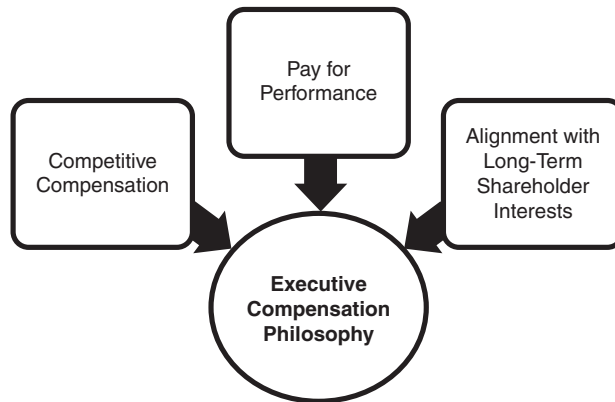 Pay for
Performance
Competitive
Compensation
Alignment with
Long-Term
Shareholder
Interests
Executive
Compensation
Philosophy